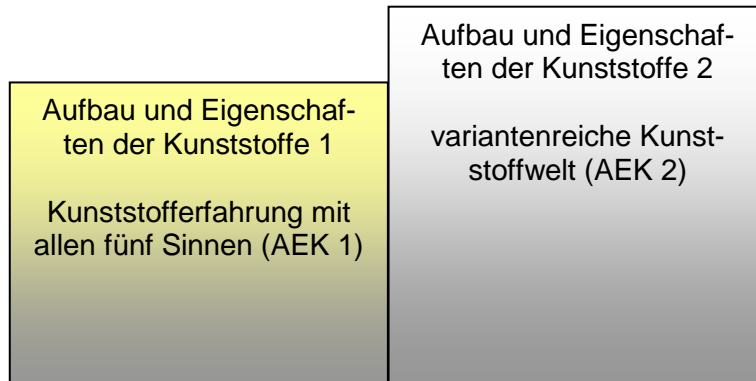 Aufbau und Eigenschaf-
ten der Kunststoffe 1
Kunststofferfahrung mit
allen fünf Sinnen (AEK 1)
Aufbau und Eigenschaf-
ten der Kunststoffe 2
variantenreiche Kunst-
stoffwelt (AEK 2)